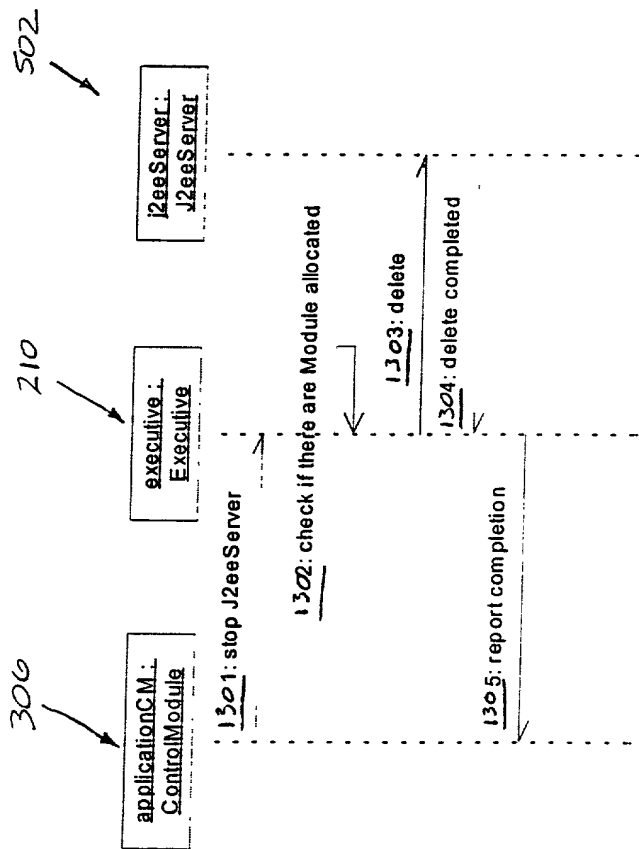 306
210
502
applicationCM :
ControlModule
executive :
Executive
j2eeServer :
J2eeServer
1301: stop J2eeServer
1302: check if there are Module allocated
1303: delete
1304: delete completed
1305: report completion